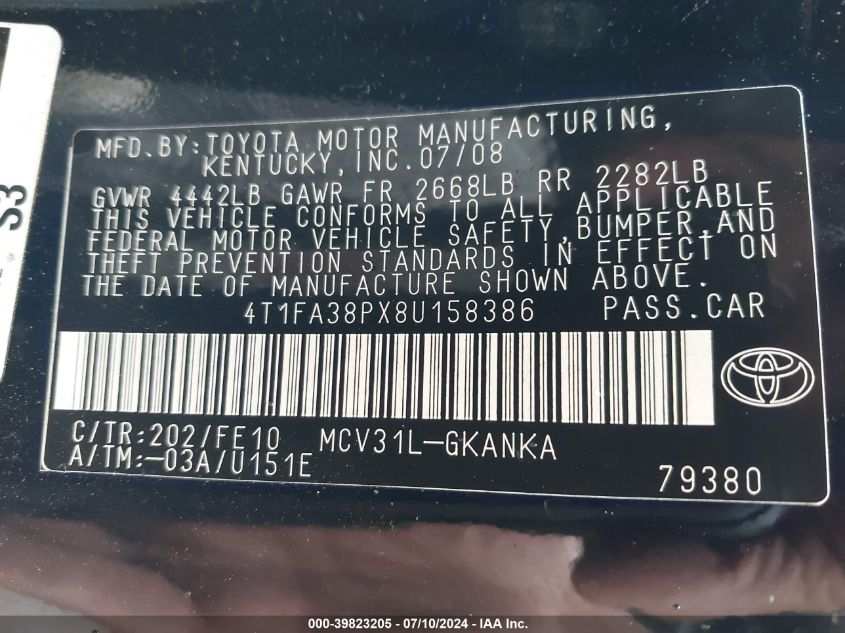 S3
MFD.BY:TOYOTA MOTOR MANUFACTURING,
KENTUCKY,INC.07/08
GVWR 4442LB GAWR FR 2668LB RR 2282LB
THIS VEHICLE CONFORMS TO ALL APPLICABLE
FEDERAL MOTOR VEHICLE SAFETY,BUMPER,AND
THEFT PREVENTION STANDARDS IN EFFECT ON
THE DATE OF MANUFACTURE SHOWN ABOVE.
4T1FA38PX8U158386 PASS.CAR
C/TR:202/FE10 MCV31L-GKANKA
A/TM:-03A/U151E
79380
000-39823205 - 07/10/2024 - IAA Inc.